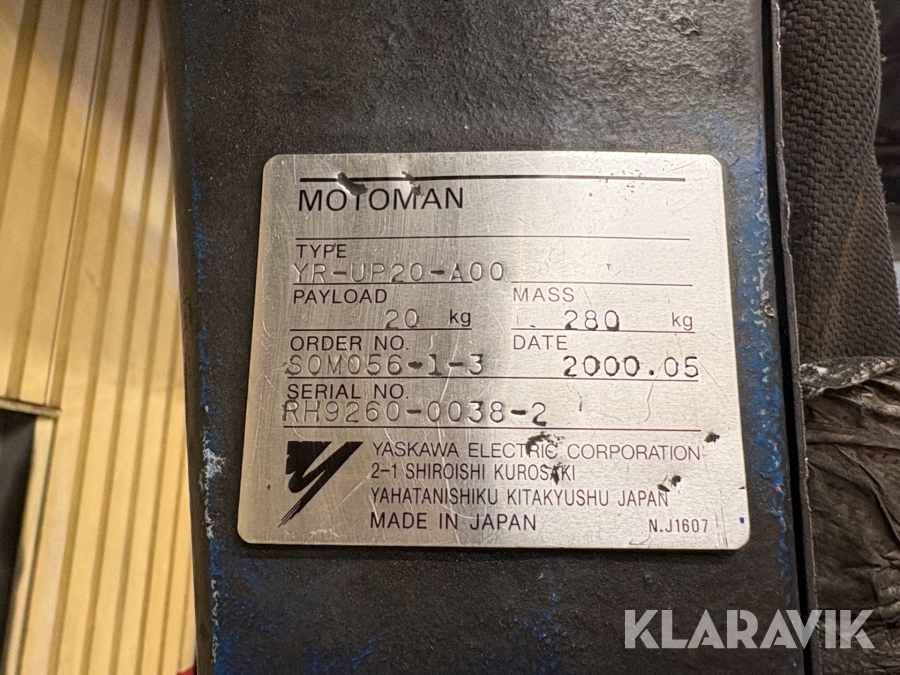 MOTOMAN
TYPE
YR-UP20-A00
PAYLOAD MASS
20 kg 280 kg
ORDER NO. DATE
S0M056-1-3 2000.05
SERIAL NO.
RH9260-0038-2
YASKAWA ELECTRIC CORPORATION
2-1 SHIROISHI KUROSAKI
YAHATANISHIKU KITAKYUSHU JAPAN
MADE IN JAPAN N.J1607
KLARAVIK